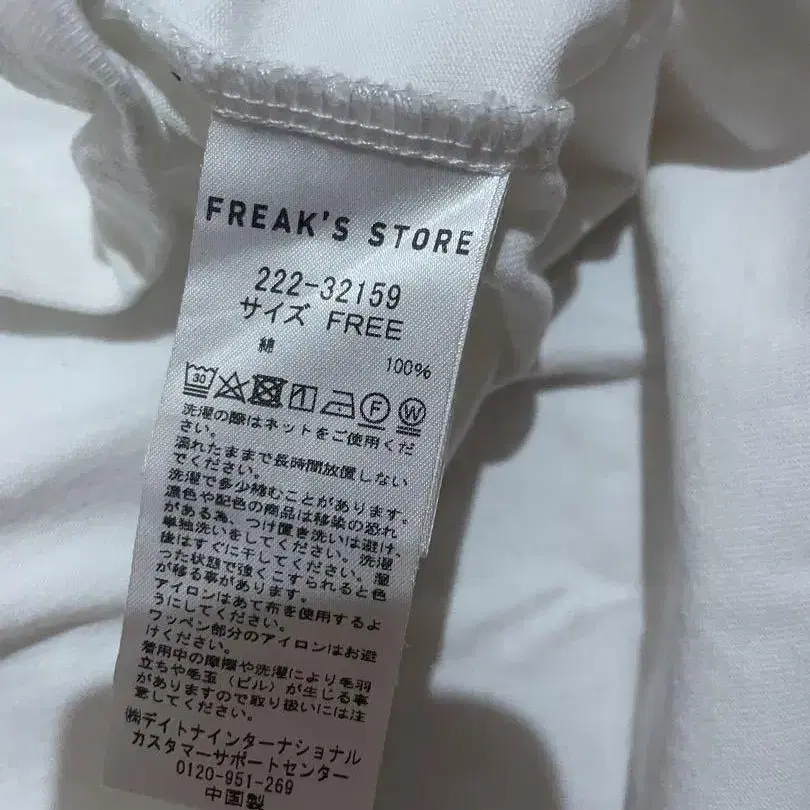 FREAK'S STORE
222-32159
サイズ FREE
綿 100%
30 F W
洗濯の際はネットをご使用くだ
さい。
濡れたままで長時間放置しない
でください。
洗濯で多少縮むことがあります。
濃色や配色の商品は移染の恐れ
がある為、つけ置き洗いは避け、
単独洗いをしてください。洗濯
後はすぐに干してください。湿
った状態で強くこすられると色
が移る事があります。
アイロンはあて布を使用するよ
うにしてください。
ワッペン部分のアイロンはお避
けください。
着用中の摩擦や洗濯により毛羽
立ちや毛玉（ピル）が生じる事
がありますので取り扱いには注
意してください。
㈱デイトナインターナショナル
カスタマーサポートセンター
0120-951-269
中国製